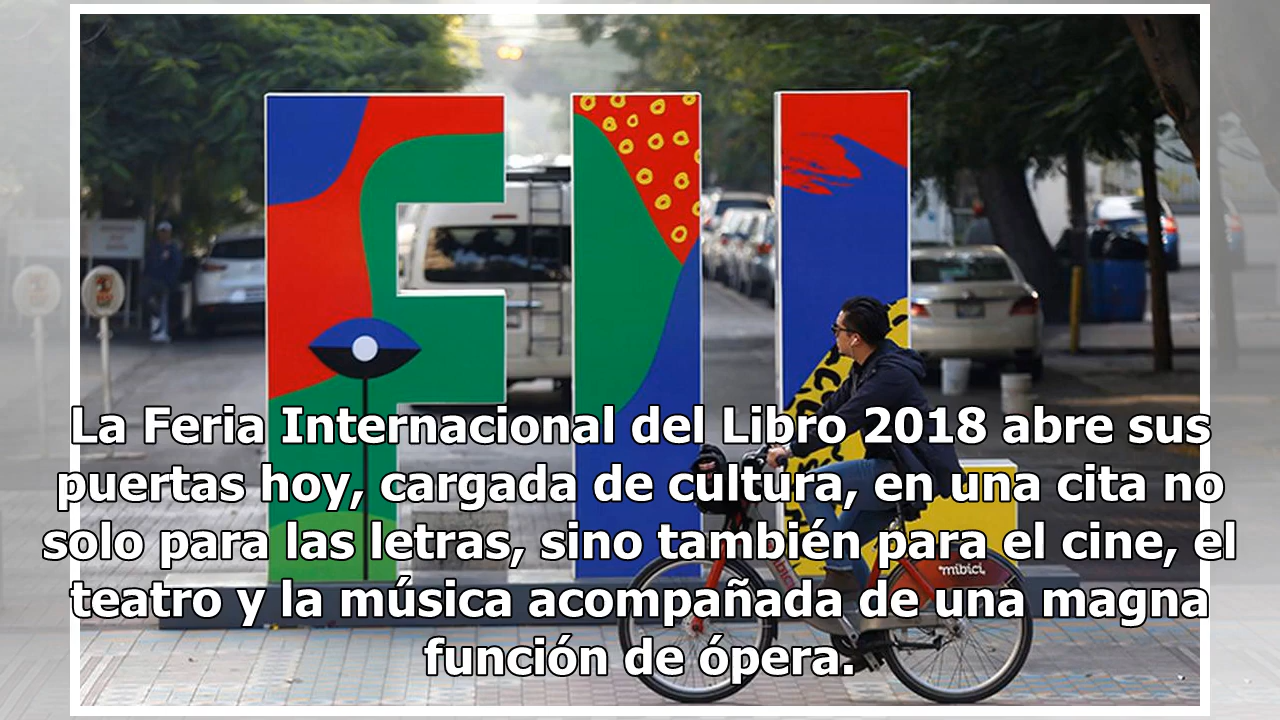 FIL
La Feria Internacional del Libro 2018 abre sus
puertas hoy, cargada de cultura, en una cita no
solo para las letras, sino también para el cine, el
teatro y la música acompañada de una magna
función de ópera.
mibici
mibici